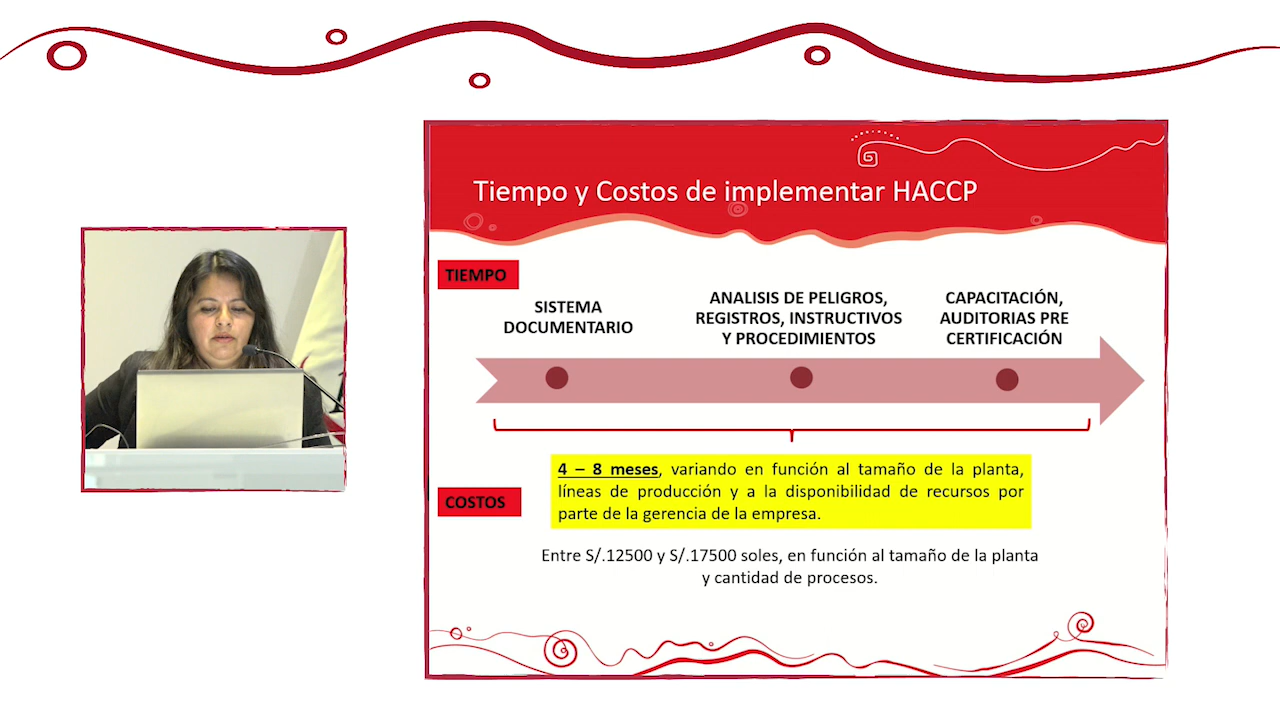 Tiempo y Costos de implementar HACCP
TIEMPO
SISTEMA
DOCUMENTARIO
ANALISIS DE PELIGROS,
REGISTROS, INSTRUCTIVOS
Y PROCEDIMIENTOS
CAPACITACIÓN,
AUDITORIAS PRE
CERTIFICACIÓN
4 – 8 meses, variando en función al tamaño de la planta,
líneas de producción y a la disponibilidad de recursos por
parte de la gerencia de la empresa.
COSTOS
Entre S/.12500 y S/.17500 soles, en función al tamaño de la planta
y cantidad de procesos.